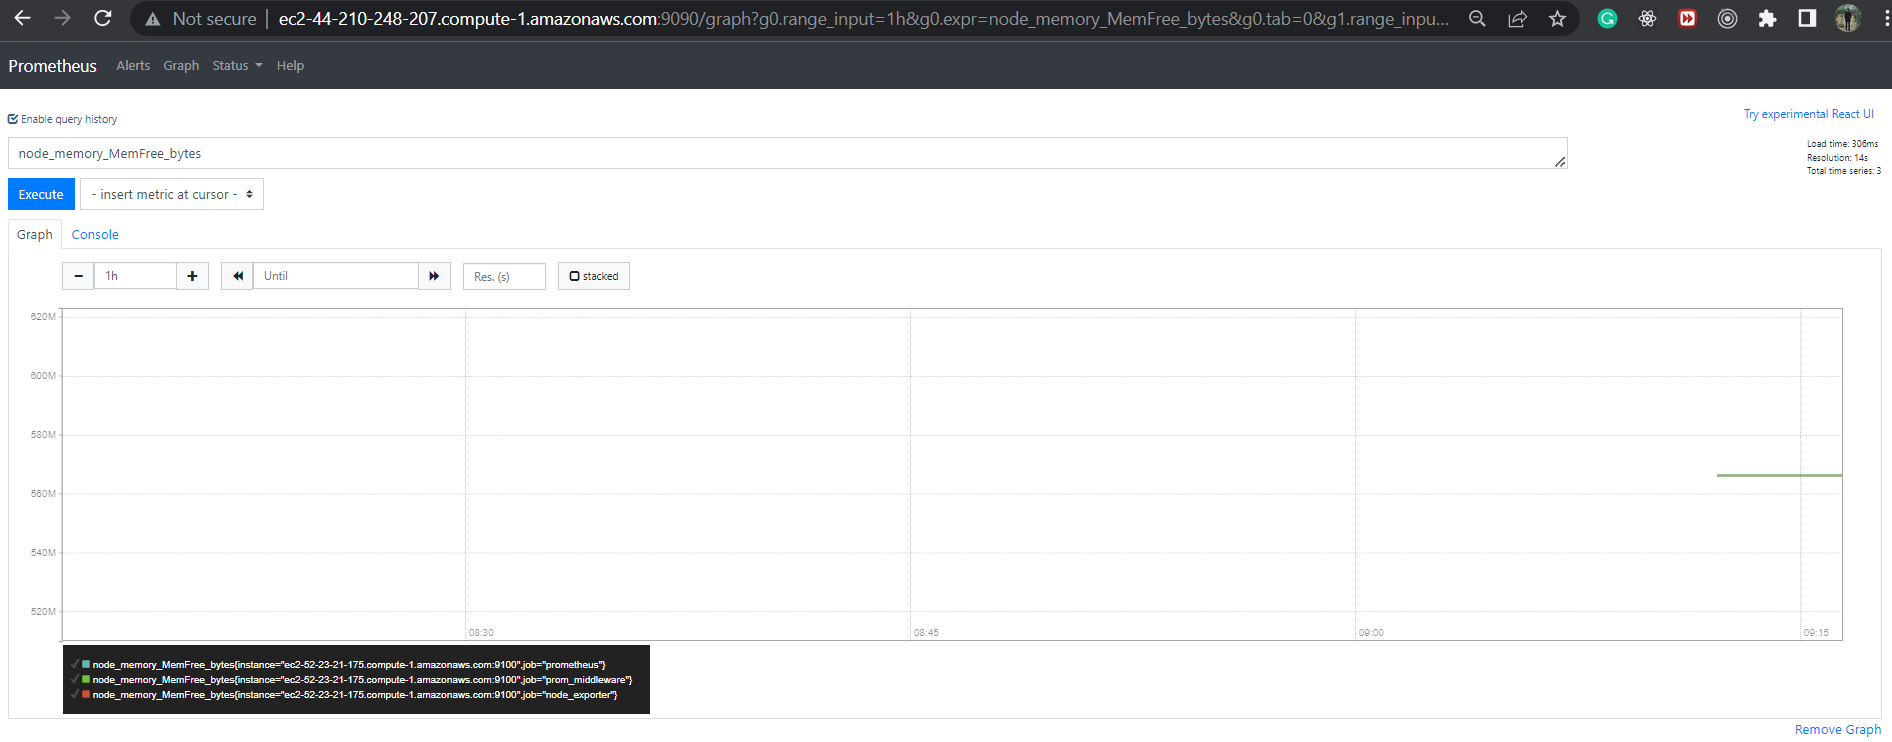 Not secure | ec2-44-210-248-207.compute-1.amazonaws.com:9090/graph?g0.range_input=1h&g0.expr=node_memory_MemFree_bytes&g0.tab=0&g1.range_inpu...
Prometheus Alerts Graph Status Help
Enable query history
Try experimental React UI
node_memory_MemFree_bytes
Load time: 306ms
Resolution: 14s
Total time series: 3
Execute - insert metric at cursor -
Graph Console
1h Until Res. (s) stacked
620M
600M
580M
560M
540M
520M
08:30 08:45 09:00 09:15
node_memory_MemFree_bytes{instance="ec2-52-23-21-175.compute-1.amazonaws.com:9100",job="prometheus"}
node_memory_MemFree_bytes{instance="ec2-52-23-21-175.compute-1.amazonaws.com:9100",job="prom_middleware"}
node_memory_MemFree_bytes{instance="ec2-52-23-21-175.compute-1.amazonaws.com:9100",job="node_exporter"}
Remove Graph